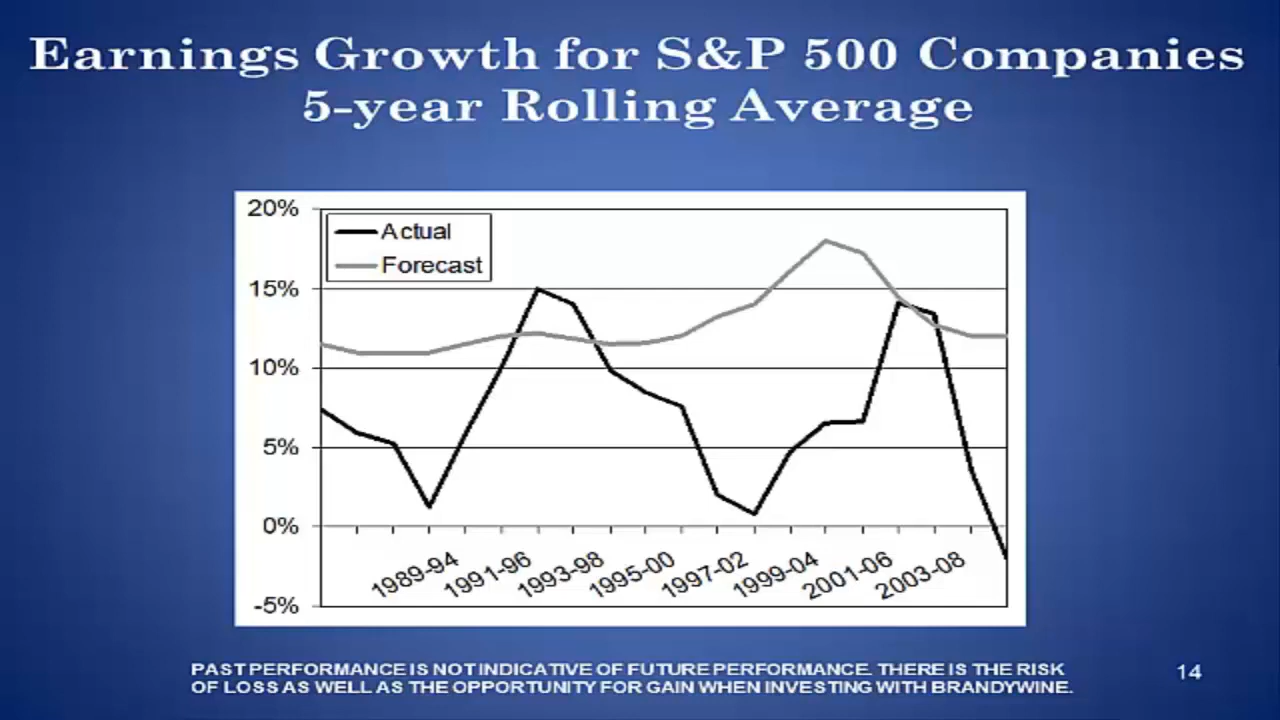 Earnings Growth for S&P 500 Companies
5-year Rolling Average
20%
Actual
Forecast
15%
10%
5%
0%
1989-94
1991-96
1993-98
1995-00
1997-02
1999-04
2001-06
2003-08
-5%
PAST PERFORMANCE IS NOT INDICATIVE OF FUTURE PERFORMANCE. THERE IS THE RISK
OF LOSS AS WELL AS THE OPPORTUNITY FOR GAIN WHEN INVESTING WITH BRANDYWINE.
14